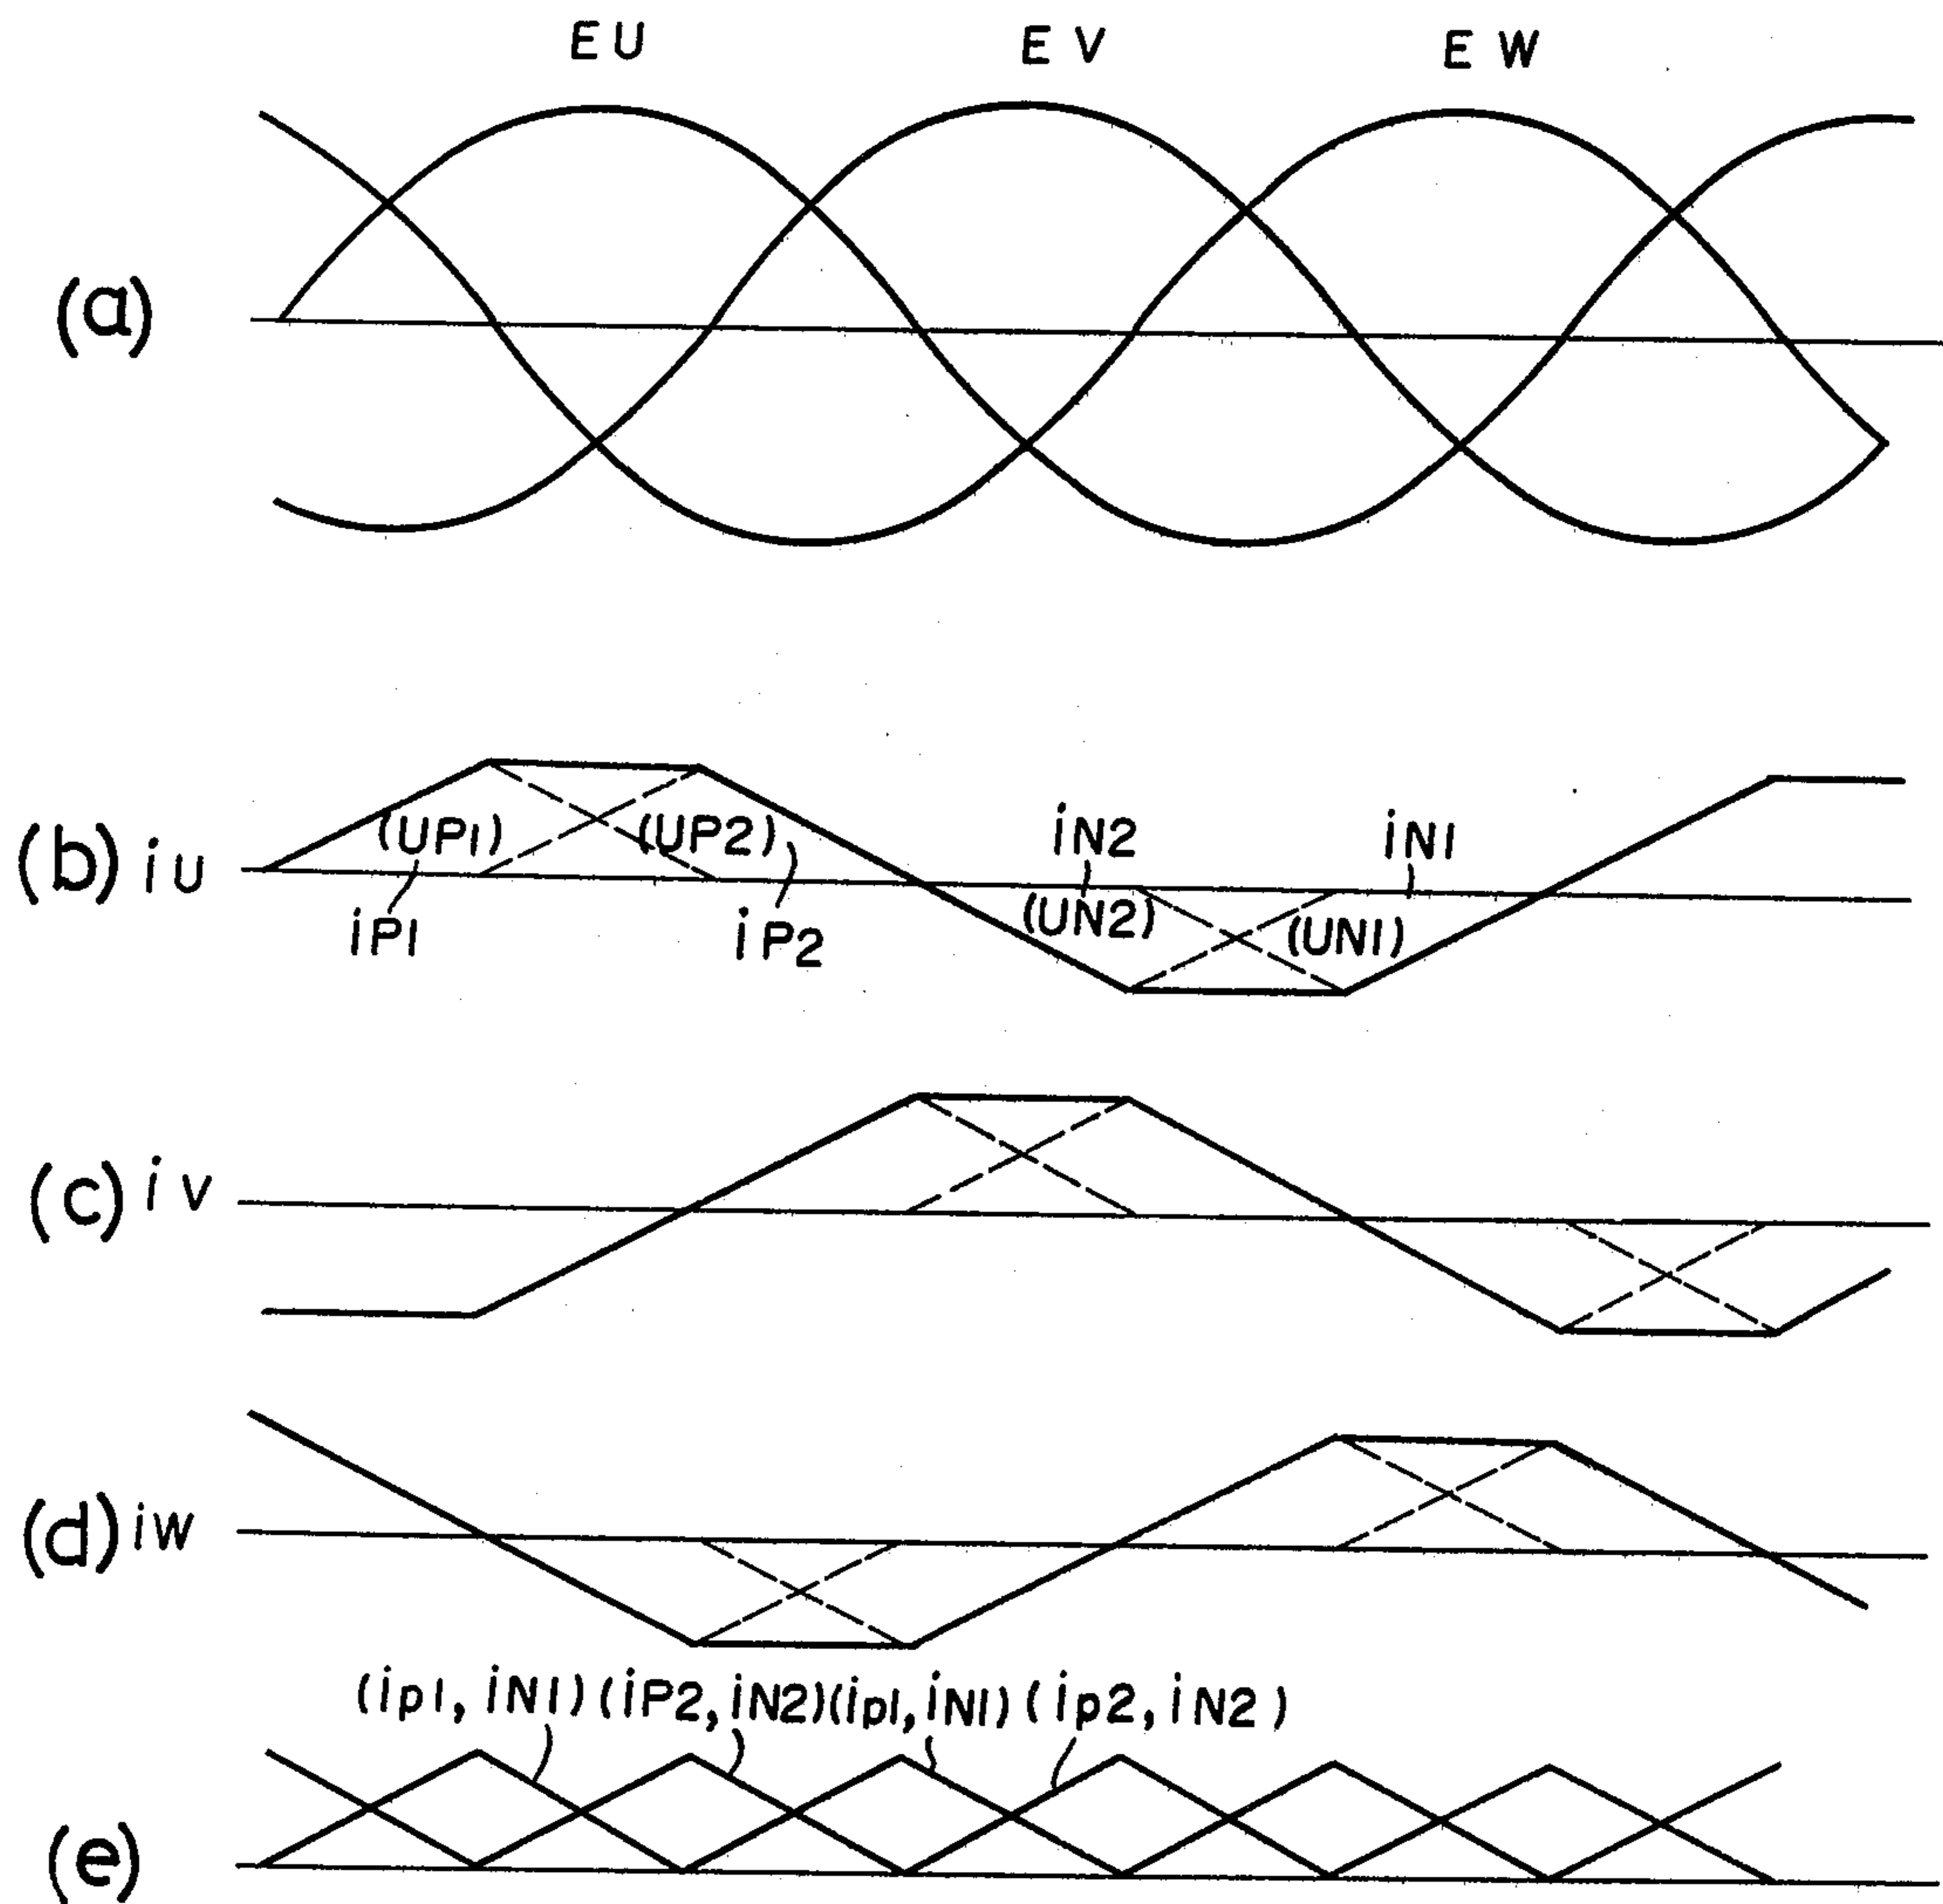 EU EV EW
(a)
(b) iU
(UP1) (UP2) iN2 iN1
iP1 iP2 (UN2) (UN1)
(c) iV
(d) iW
(ip1, iN1) (iP2, iN2) (ip1, iN1) (ip2, iN2)
(e)